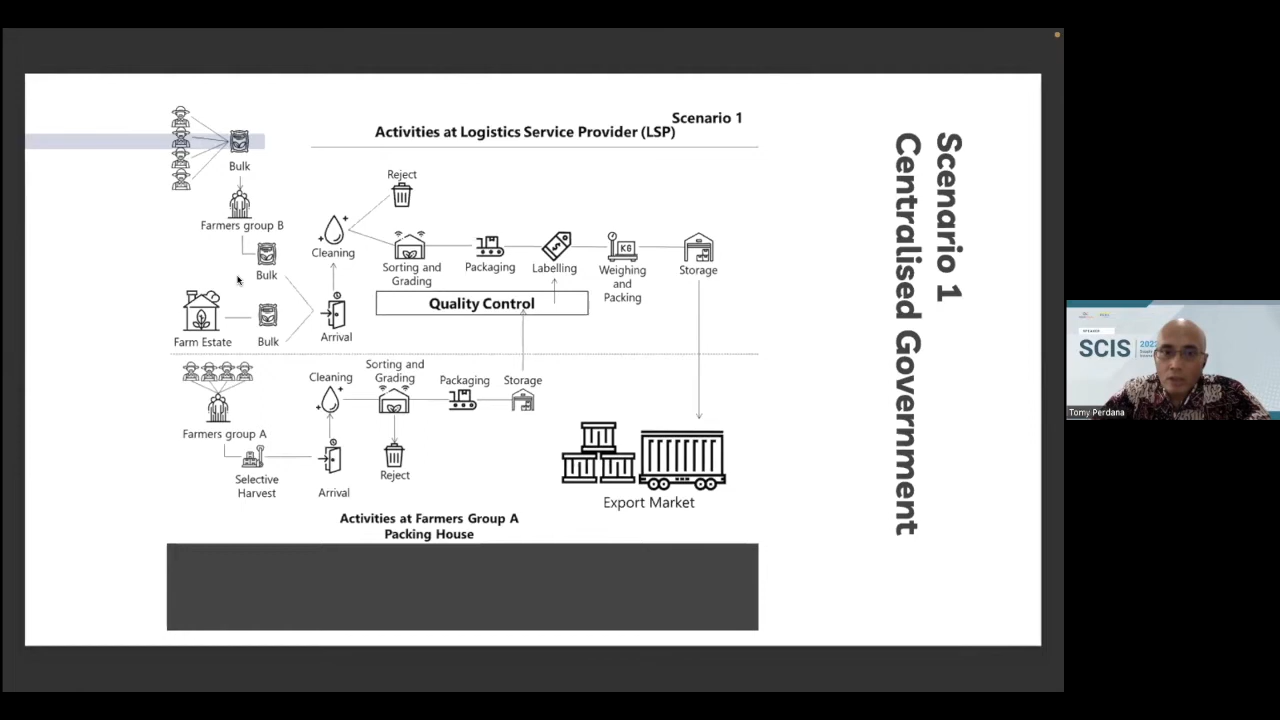 Scenario 1
Activities at Logistics Service Provider (LSP)
Bulk
Farmers group B
Bulk
Farm Estate
Bulk
Reject
Cleaning
Arrival
Sorting and
Grading
Packaging
Labelling
Weighing
and
Packing
Storage
KG
Quality Control
Farmers group A
Selective
Harvest
Cleaning
Arrival
Sorting and
Grading
Reject
Packaging
Storage
Export Market
Activities at Farmers Group A
Packing House
Scenario 1
Centralised Government
SCIS
2022
Tomy Perdana